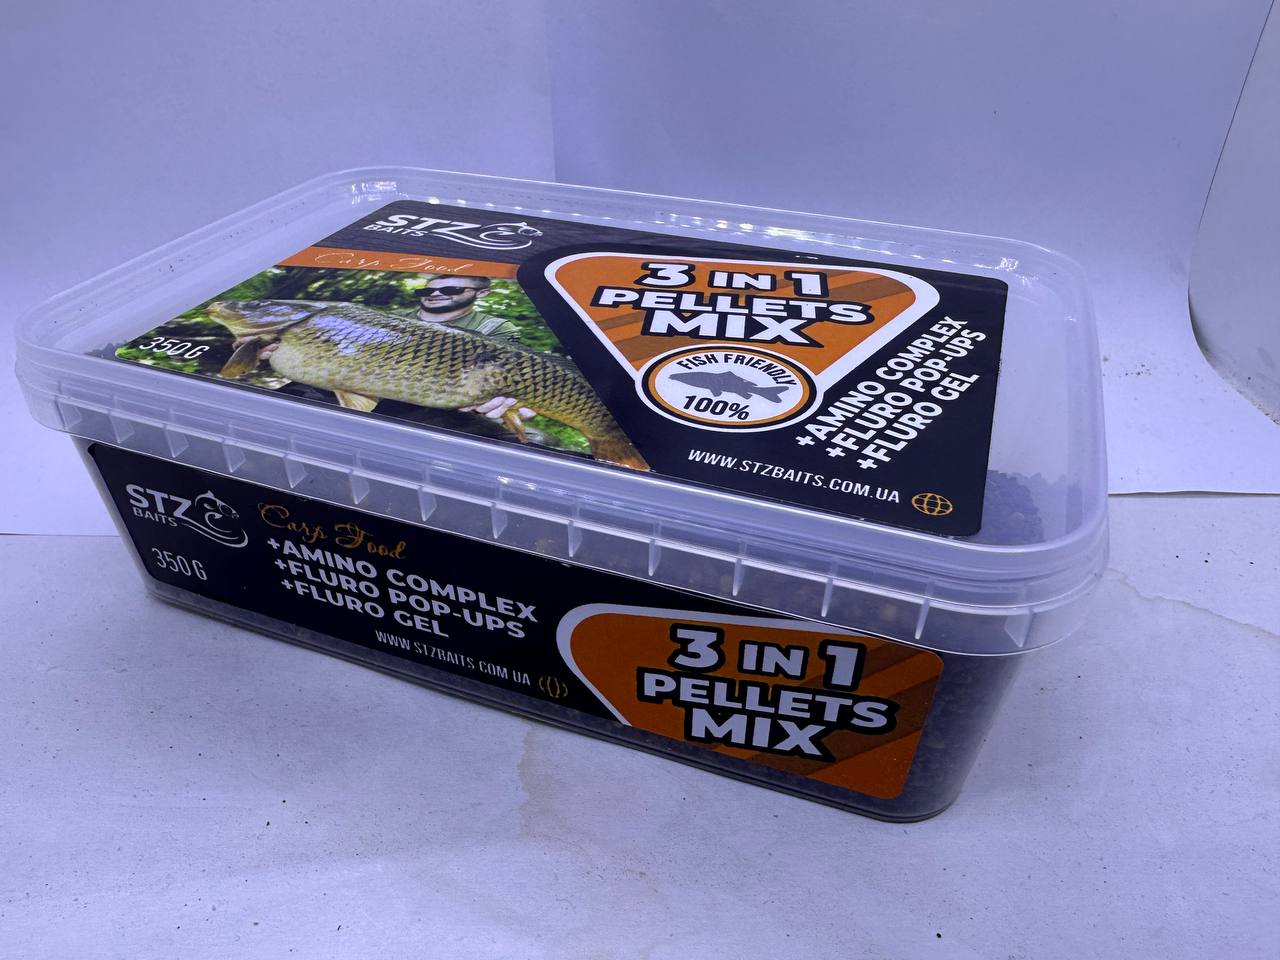 STZ
BAITS
Carp Food
350G
3 IN 1
PELLETS
MIX
FISH FRIENDLY
100%
+AMINO COMPLEX
+FLURO POP-UPS
+FLURO GEL
WWW.STZBAITS.COM.UA
STZ
BAITS
350G
Carp Food
+AMINO COMPLEX
+FLURO POP-UPS
+FLURO GEL
WWW.STZBAITS.COM.UA
3 IN 1
PELLETS
MIX